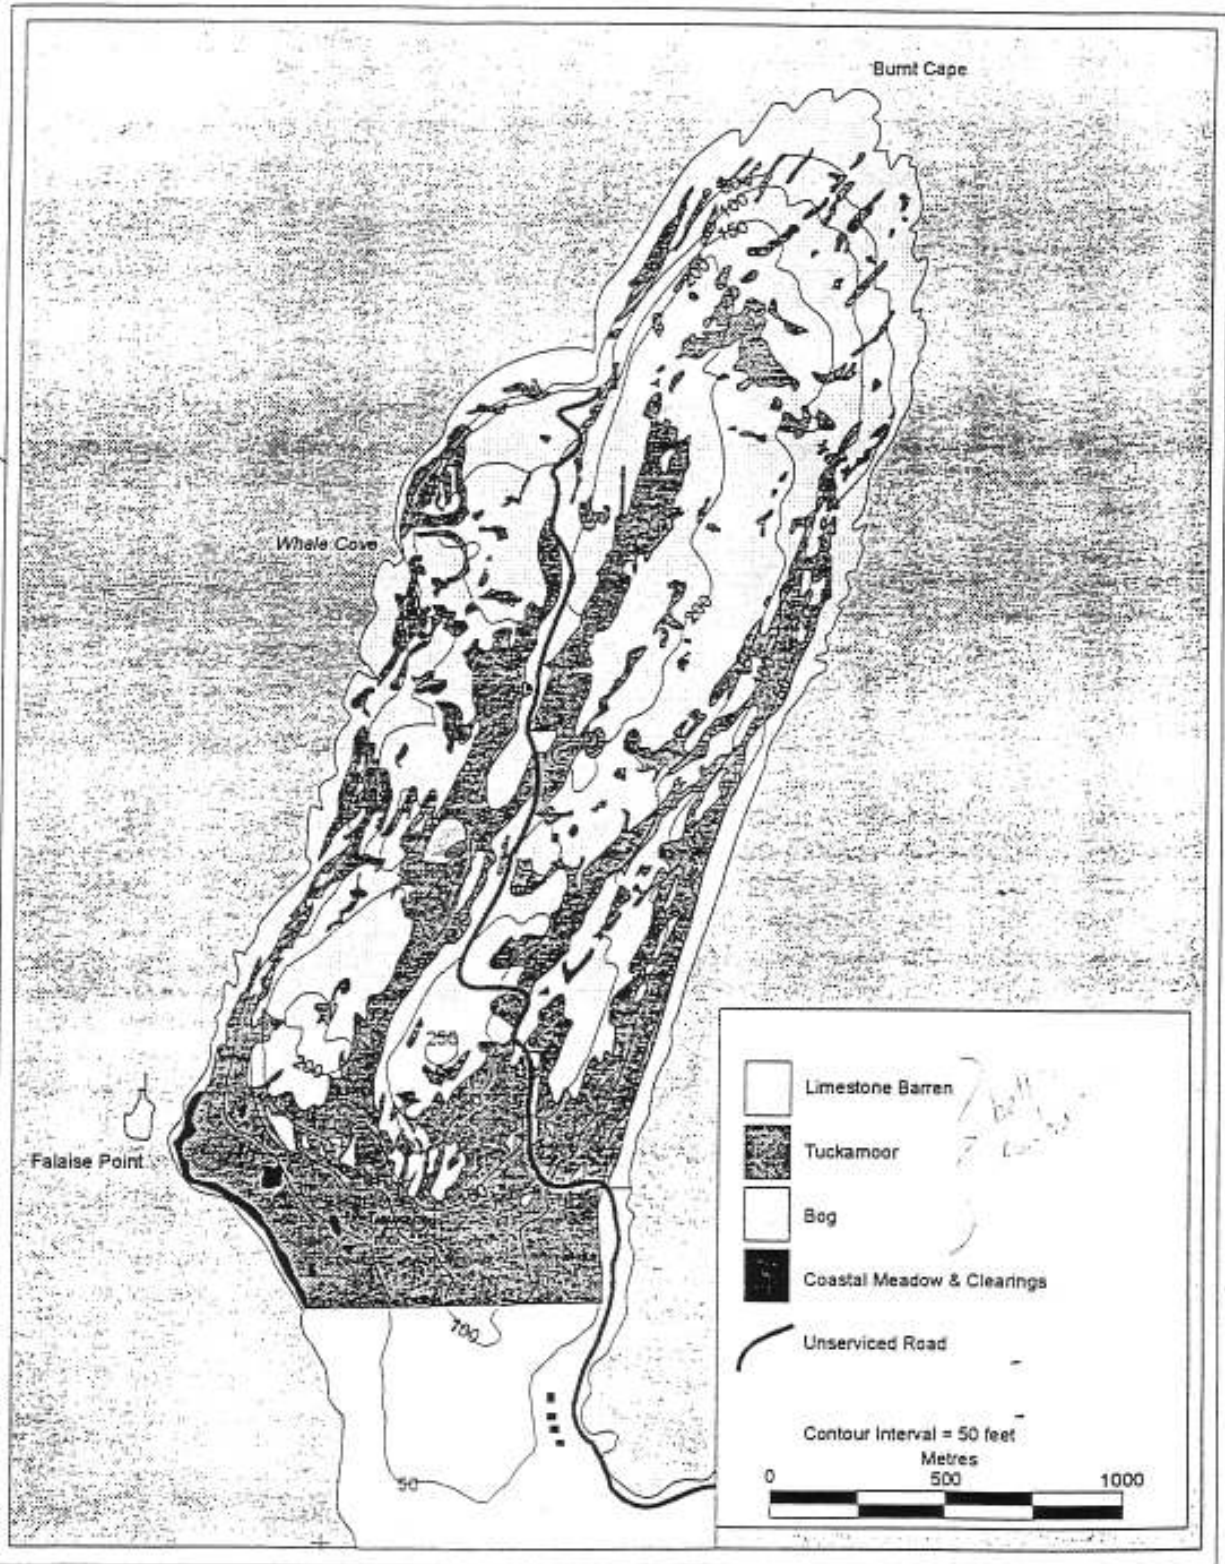 Burnt Cape
100
150
200
Whale Cove
200
250
200
Falaise Point
100
50
Limestone Barren
Tuckamoor
Bog
Coastal Meadow & Clearings
Unserviced Road
Contour Interval = 50 feet
Metres
0 500 1000